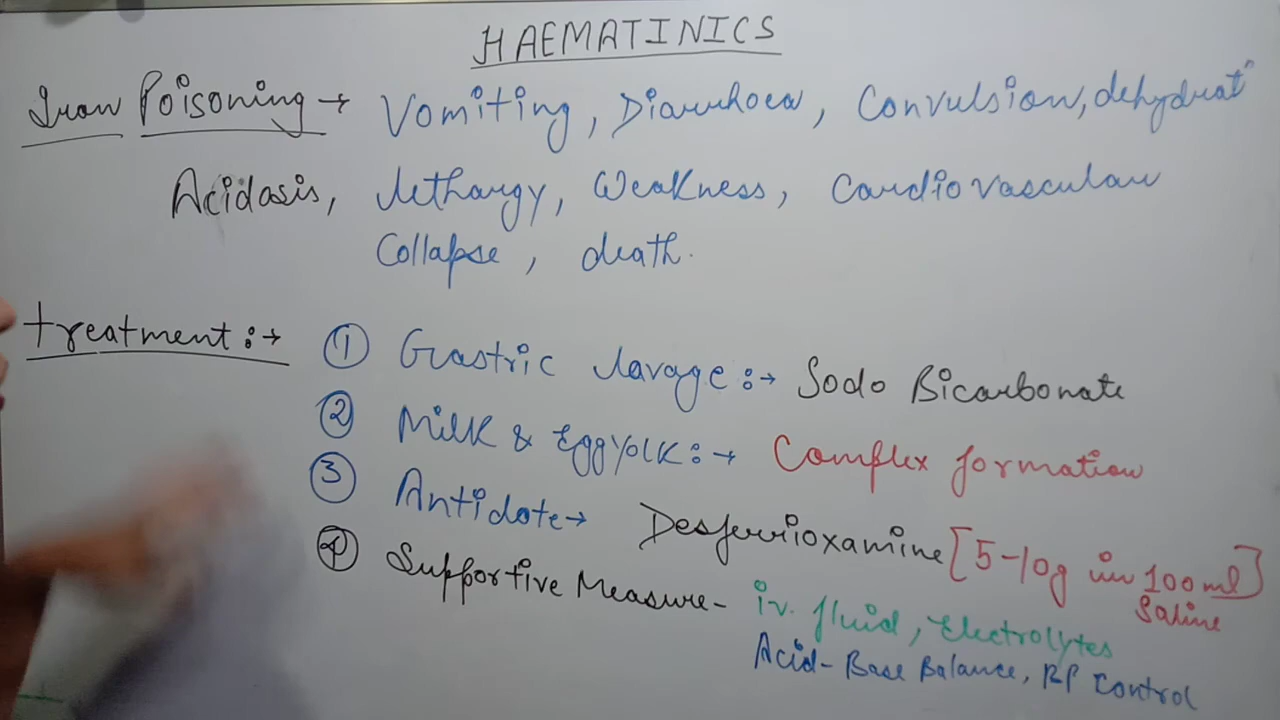 HAEMATINICS
Iron Poisoning → Vomiting, Diarrhoea, Convulsion, dehydratn
Acidosis, lethargy, Weakness, Cardiovascular
Collapse, death.
treatment :→ ① Gastric lavage :→ Sodo Bicarbonate
② Milk & Egg yolk :→ Complex formation
③ Antidote → Desferrioxamine [5-10g in 100ml Saline]
④ Supportive Measure - i.v. fluid, Electrolytes
Acid-Base Balance, BP Control